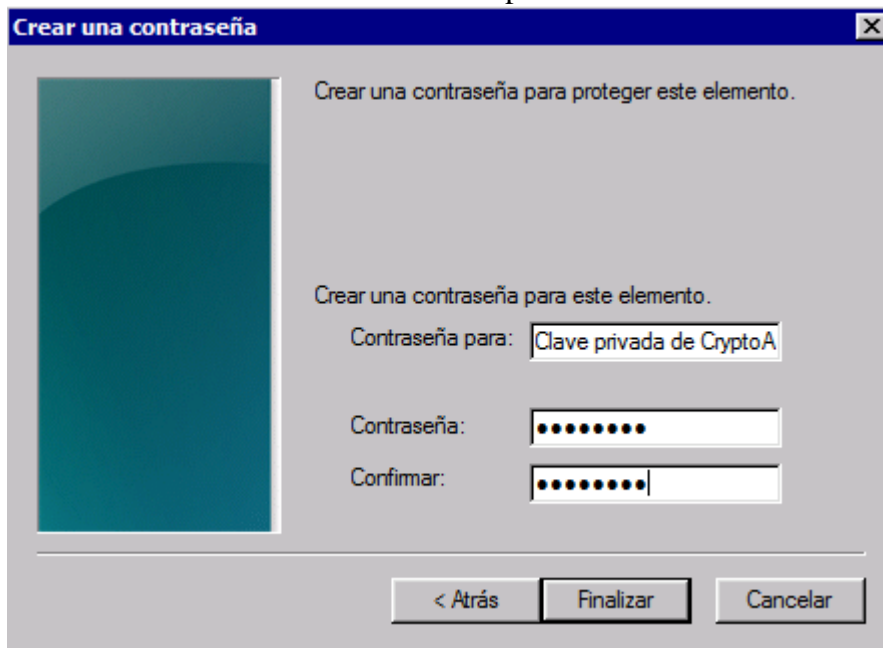 Crear una contraseña
Crear una contraseña para proteger este elemento.
Crear una contraseña para este elemento.
Contraseña para: Clave privada de CryptoA
Contraseña: ●●●●●●●●
Confirmar: ●●●●●●●●
< Atrás Finalizar Cancelar